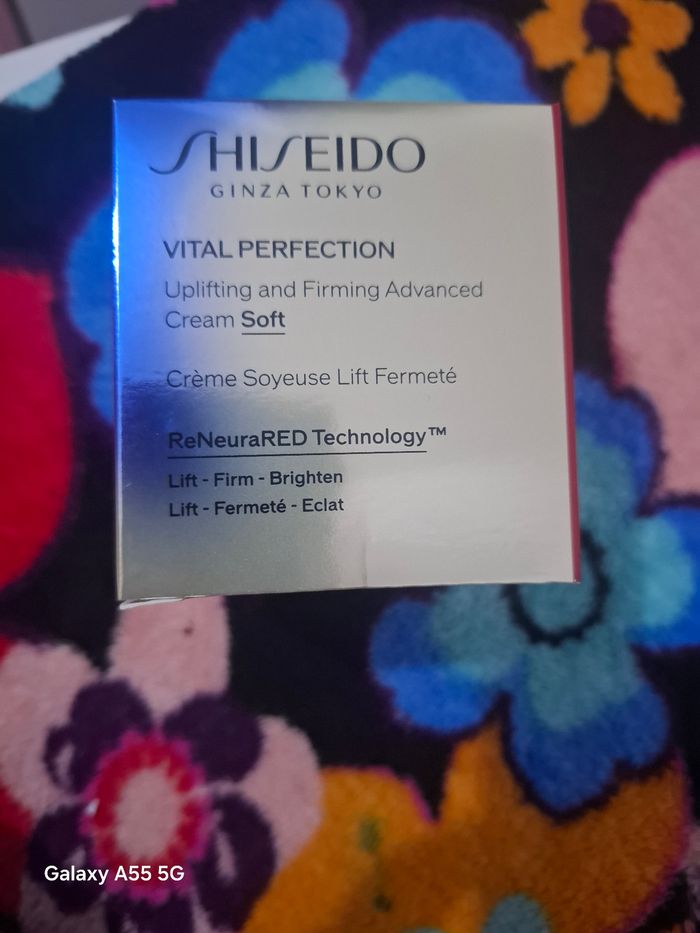 SHISEIDO
GINZA TOKYO
VITAL PERFECTION
Uplifting and Firming Advanced
Cream Soft
Crème Soyeuse Lift Fermeté
ReNeuraRED Technology™
Lift - Firm - Brighten
Lift - Fermeté - Eclat
Galaxy A55 5G